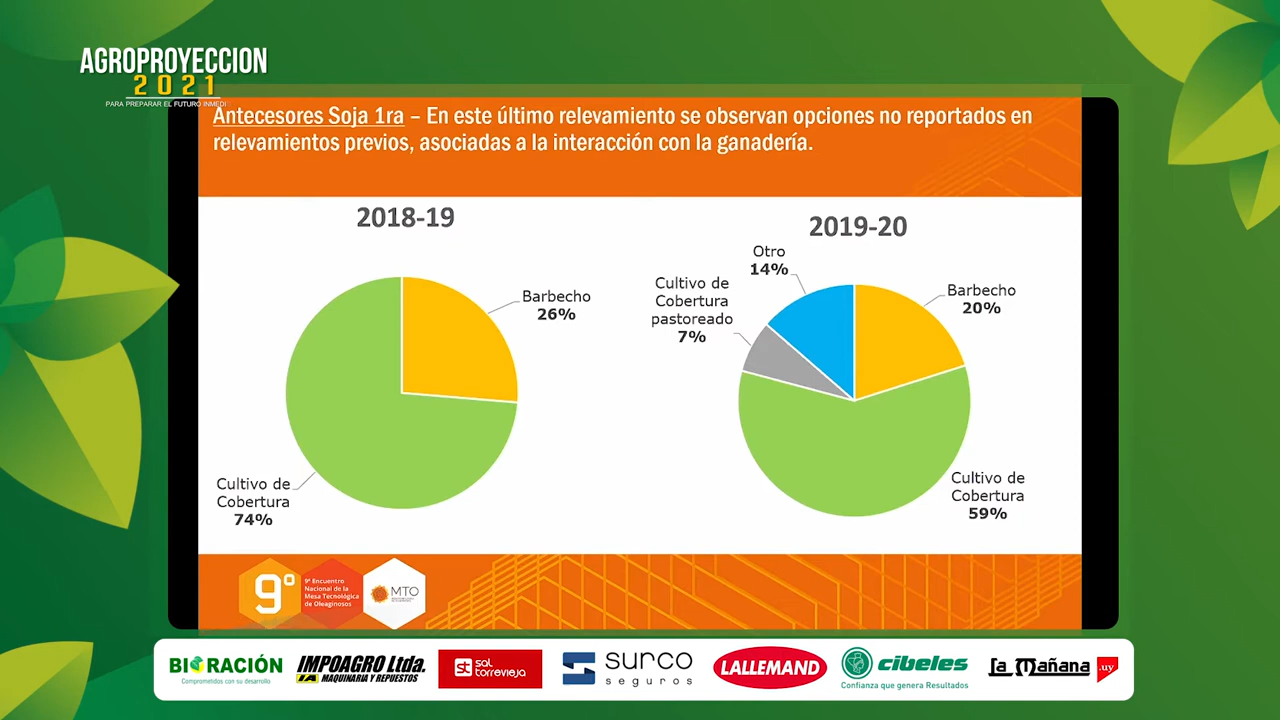 AGROPROYECCION
2021
PARA PREPARAR EL FUTURO INMEDI
Antecesores Soja 1ra – En este último relevamiento se observan opciones no reportados en
relevamientos previos, asociadas a la interacción con la ganadería.
2018-19
Barbecho
26%
Cultivo de
Cobertura
74%
2019-20
Otro
14%
Cultivo de
Cobertura
pastoreado
7%
Barbecho
20%
Cultivo de
Cobertura
59%
9º
9º Encuentro
Nacional de la
Mesa Tecnológica
de Oleaginosos
MTO
BIORACIÓN
Comprometidos con su desarrollo
IMPOAGRO Ltda.
IA MAQUINARIA Y REPUESTOS
st sal
torrevieja
surco
seguros
LALLEMAND
cibeles
Confianza que genera Resultados
La Mañana .uy